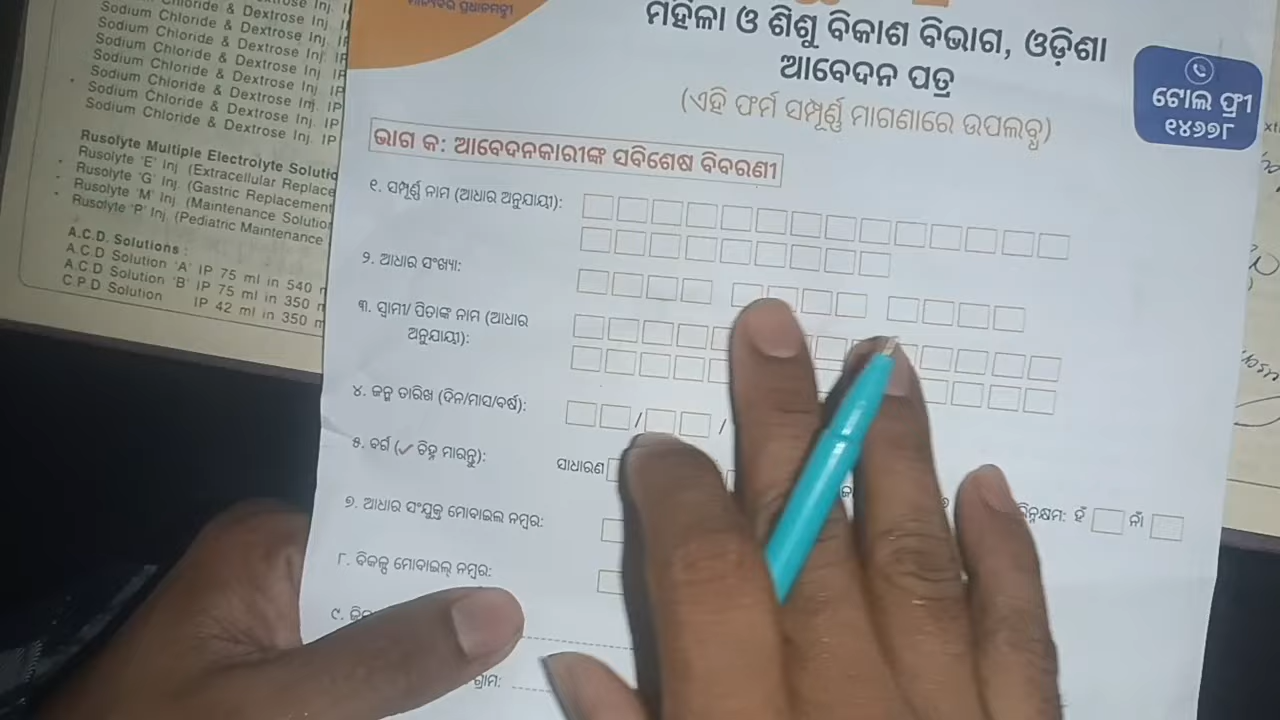 ମାନ୍ୟବର ପ୍ରଧାନମନ୍ତ୍ରୀ
ମହିଳା ଓ ଶିଶୁ ବିକାଶ ବିଭାଗ, ଓଡ଼ିଶା
ଆବେଦନ ପତ୍ର
(ଏହି ଫର୍ମ ସମ୍ପୂର୍ଣ୍ଣ ମାଗଣାରେ ଉପଲବ୍ଧ)
ଟୋଲ ଫ୍ରୀ
୧୪୬୭୮
ଭାଗ କ: ଆବେଦନକାରୀଙ୍କ ସବିଶେଷ ବିବରଣୀ
୧. ସମ୍ପୂର୍ଣ୍ଣ ନାମ (ଆଧାର ଅନୁଯାୟୀ):
୨. ଆଧାର ସଂଖ୍ୟା:
୩. ସ୍ୱାମୀ/ ପିତାଙ୍କ ନାମ (ଆଧାର
ଅନୁଯାୟୀ):
୪. ଜନ୍ମ ତାରିଖ (ଦିନ/ମାସ/ବର୍ଷ): / /
୫. ବର୍ଗ (✓ ଚିହ୍ନ ମାରନ୍ତୁ): ସାଧାରଣ
ହଁ ନାଁ
୭. ଆଧାର ସଂଯୁକ୍ତ ମୋବାଇଲ ନମ୍ବର:
୮. ବିକଳ୍ପ ମୋବାଇଲ୍ ନମ୍ବର:
୯.
ଗ୍ରାମ:
Sodium Chloride & Dextrose Inj. IP
Sodium Chloride & Dextrose Inj. IP
Sodium Chloride & Dextrose Inj. IP
Sodium Chloride & Dextrose Inj. IP
Sodium Chloride & Dextrose Inj. IP
Sodium Chloride & Dextrose Inj. IP
Rusolyte Multiple Electrolyte
Rusolyte 'E' Inj (Extracellular
Rusolyte 'G' Inj. (Gastric Replacement
Rusolyte 'M' Inj. (Maintenance
Rusolyte 'P' Inj. (Pediatric Maintenance
A.C.D. Solutions :
A.C.D Solution 'A' IP 75 ml in 540
A.C.D Solution 'B' IP 75 ml in 350
C.P.D Solution IP 42 ml in 350